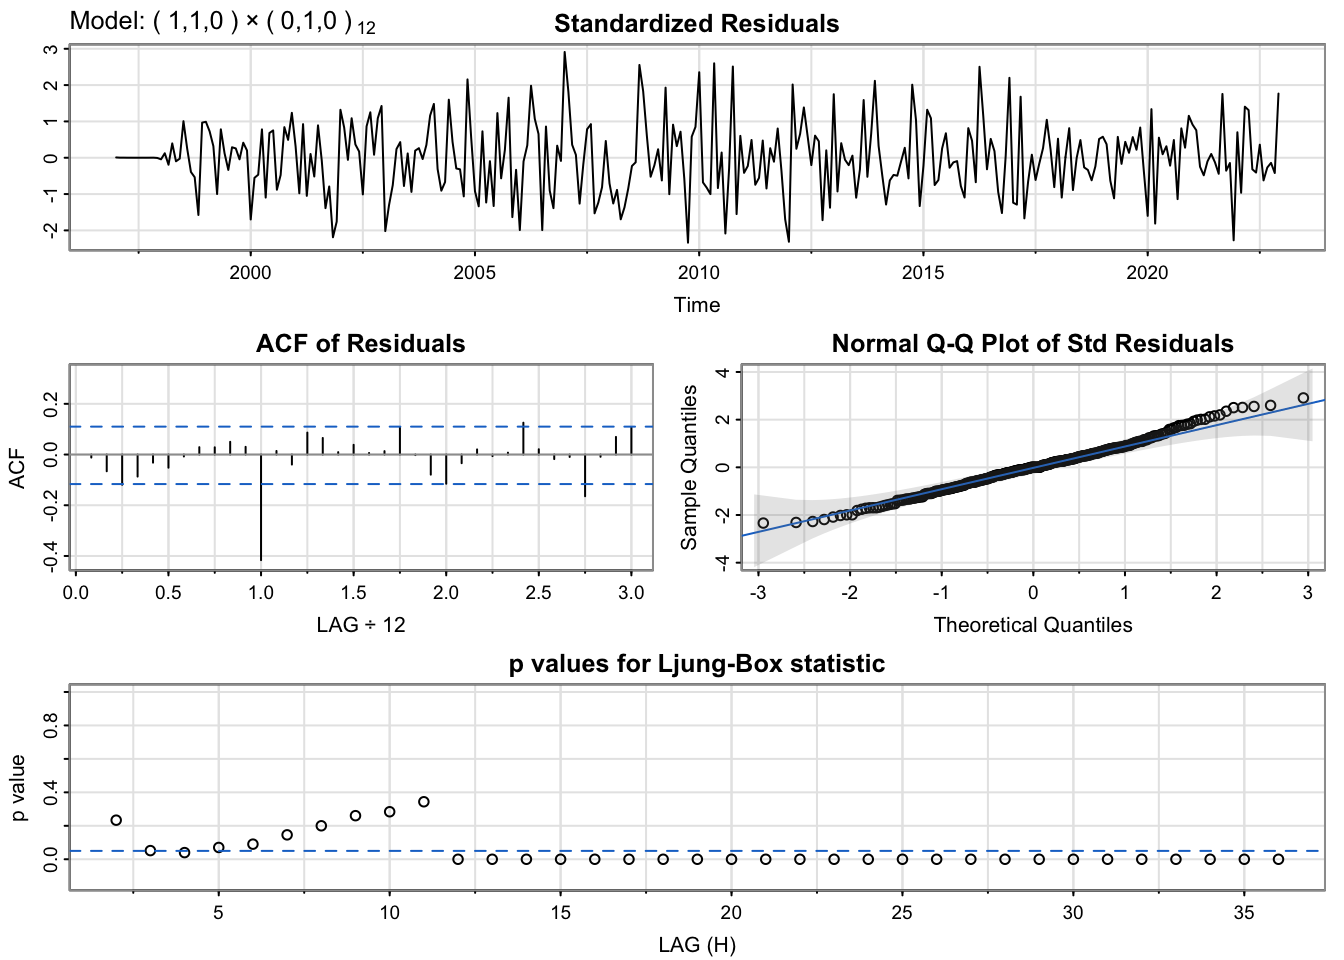 Model: ( 1,1,0 ) × ( 0,1,0 ) 12
Standardized Residuals
3
2
1
0
-1
-2
2000 2005 2010 2015 2020
Time
ACF of Residuals
ACF
0.2
0.0
-0.2
-0.4
0.0 0.5 1.0 1.5 2.0 2.5 3.0
LAG ÷ 12
Normal Q-Q Plot of Std Residuals
Sample Quantiles
4
2
0
-2
-4
-3 -2 -1 0 1 2 3
Theoretical Quantiles
p values for Ljung-Box statistic
p value
0.8
0.4
0.0
5 10 15 20 25 30 35
LAG (H)